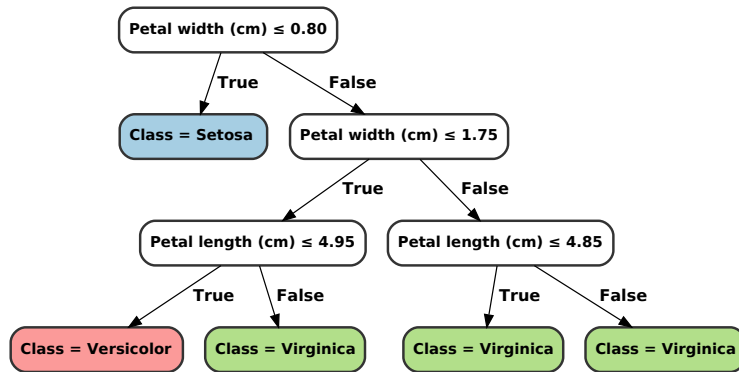 Petal width (cm) ≤ 0.80
True
False
Class = Setosa
Petal width (cm) ≤ 1.75
True
False
Petal length (cm) ≤ 4.95
Petal length (cm) ≤ 4.85
True
False
True
False
Class = Versicolor
Class = Virginica
Class = Virginica
Class = Virginica